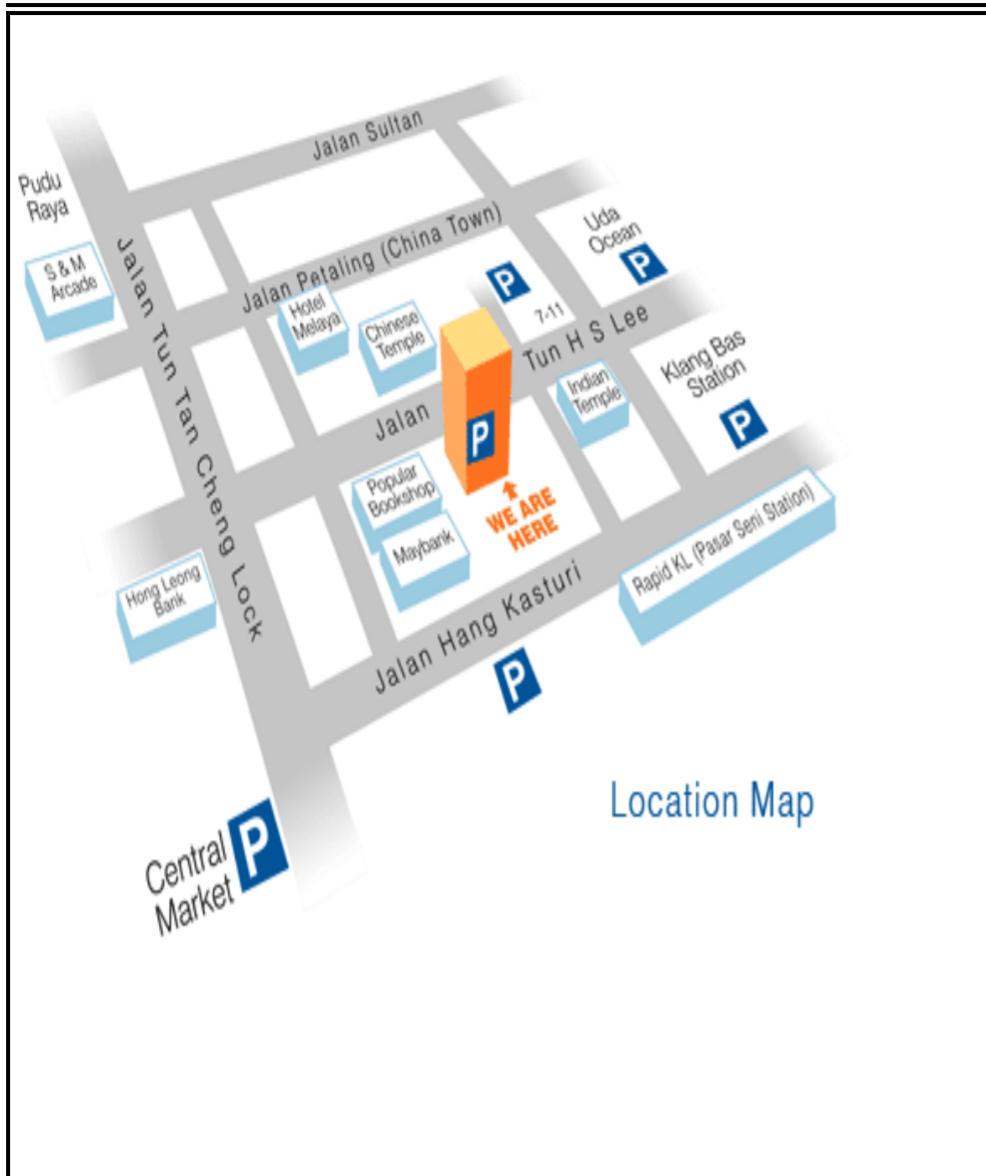 Jalan Sultan
Pudu
Raya
S & M
Arcade
Jalan Tun Tan Cheng Lock
Jalan Petaling (China Town)
Uda
Ocean
P
P
7-11
Hotel
Melaya
Chinese
Temple
Jalan Tun H S Lee
Klang Bas
Station
P
Indian
Temple
P
Popular
Bookshop
WE ARE
HERE
Maybank
Hong Leong
Bank
Rapid KL (Pasar Seni Station)
Jalan Hang Kasturi
P
Location Map
Central
Market
P